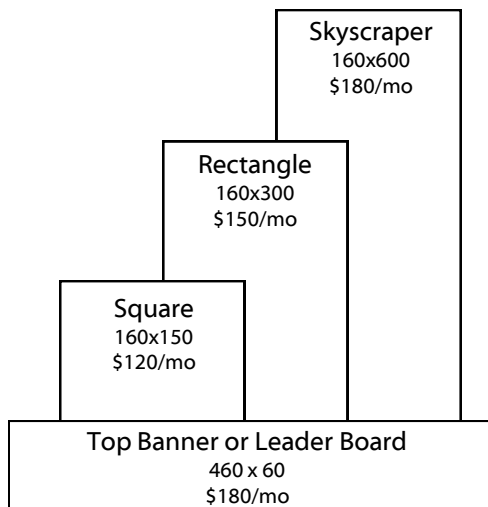 Skyscraper
160x600
$180/mo
Rectangle
160x300
$150/mo
Square
160x150
$120/mo
Top Banner or Leader Board
460 x 60
$180/mo